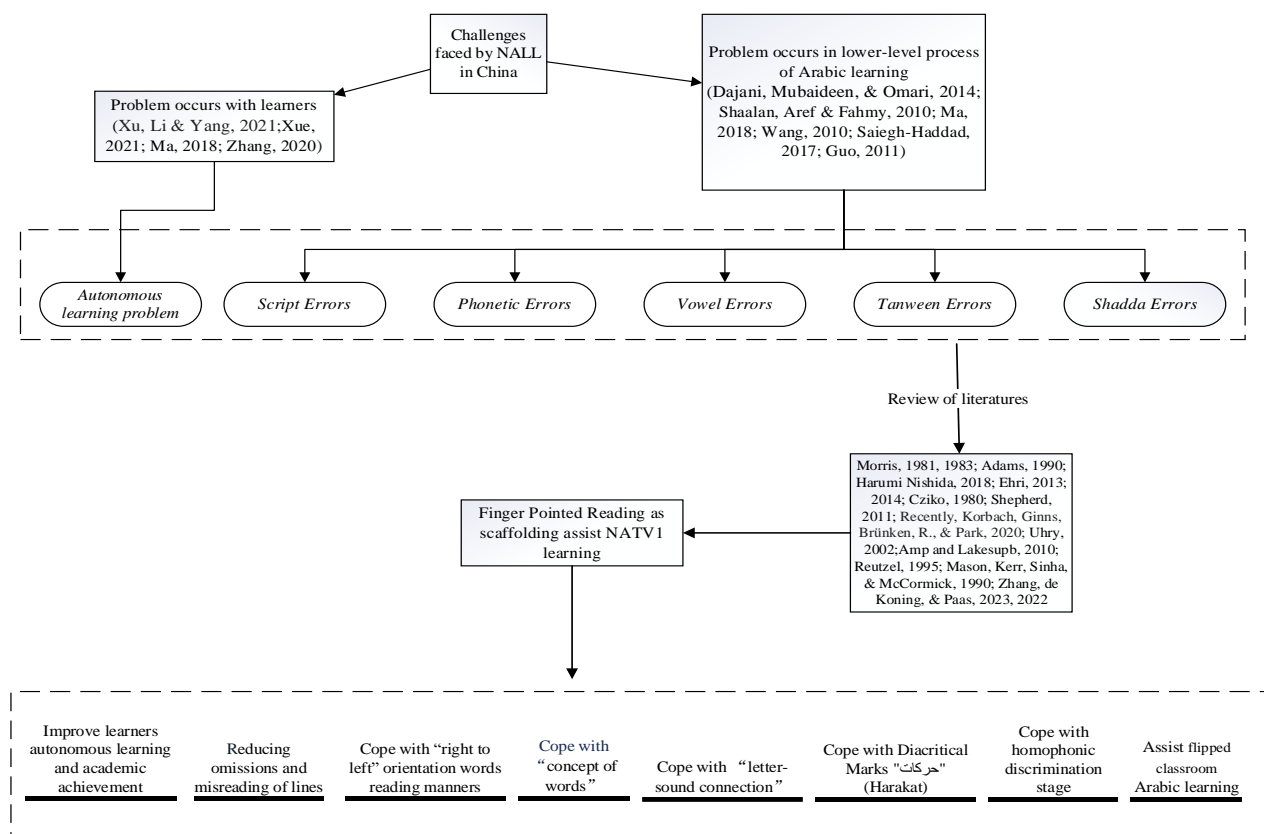 Challenges
faced by NALL
in China
Problem occurs with learners
(Xu, Li & Yang, 2021;Xue,
2021; Ma, 2018; Zhang, 2020)
Problem occurs in lower-level process
of Arabic learning
(Dajani, Mubaideen, & Omari, 2014;
Shaalan, Aref & Fahmy, 2010; Ma,
2018; Wang, 2010; Saiegh-Haddad,
2017; Guo, 2011)
Autonomous
learning problem
Script Errors
Phonetic Errors
Vowel Errors
Tanween Errors
Shadda Errors
Review of literatures
Morris, 1981, 1983; Adams, 1990;
Harumi Nishida, 2018; Ehri, 2013;
2014; Cziko, 1980; Shepherd,
2011; Recently, Korbach, Ginns,
Brünken, R., & Park, 2020; Uhry,
2002;Amp and Lakesupb, 2010;
Reutzel, 1995; Mason, Kerr, Sinha,
& McCormick, 1990; Zhang, de
Koning, & Paas, 2023, 2022
Finger Pointed Reading as
scaffolding assist NATV1
learning
Improve learners
autonomous learning
and academic
achievement
Reducing
omissions and
misreading of lines
Cope with “right to
left” orientation words
reading manners
Cope with
“concept of
words”
Cope with “letter-
sound connection”
Cope with Diacritical
Marks "حركات"
(Harakat)
Cope with
homophonic
discrimination
stage
Assist flipped
classroom
Arabic learning